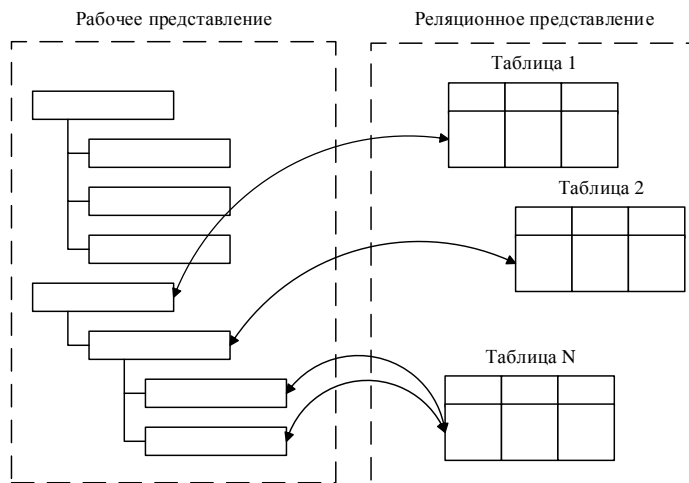 Рабочее представление
Реляционное представление
Таблица 1
Таблица 2
Таблица N